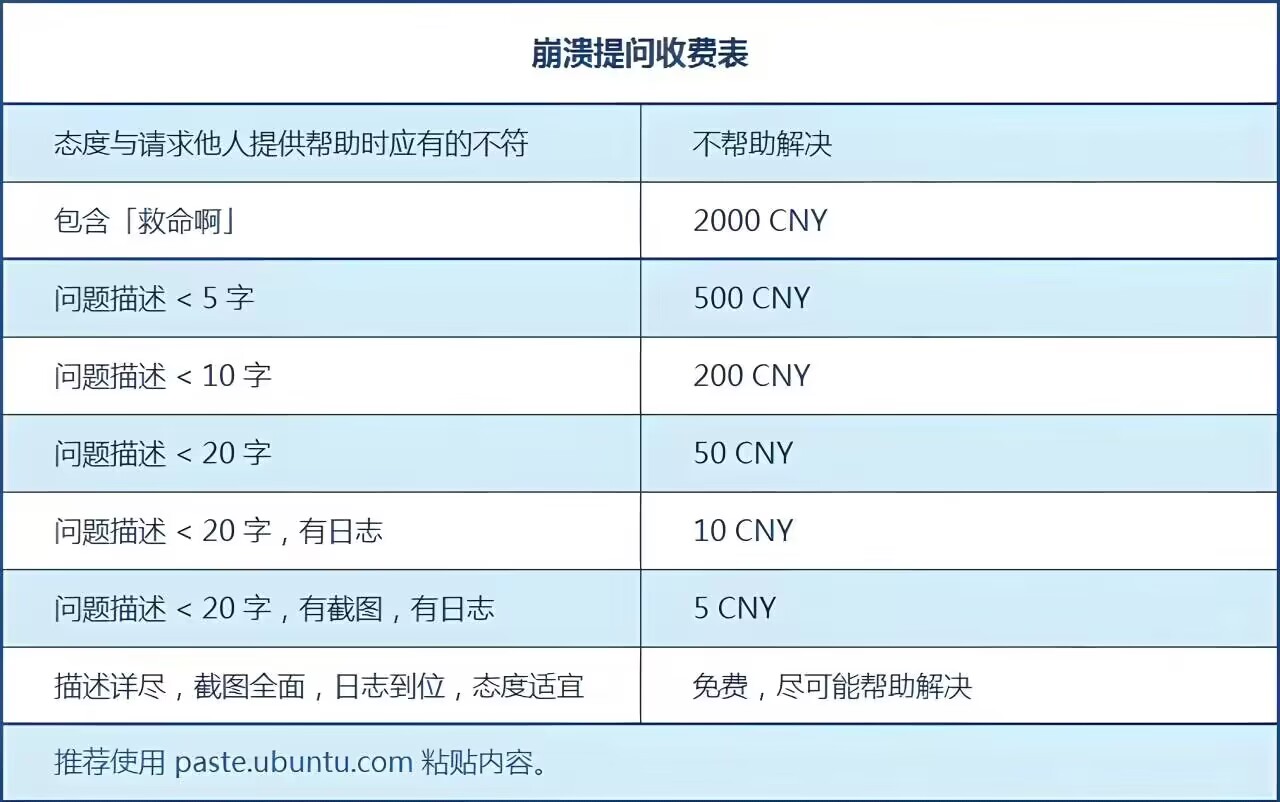 崩溃提问收费表
态度与请求他人提供帮助时应有的不符 不帮助解决
包含「救命啊」 2000 CNY
问题描述 < 5 字 500 CNY
问题描述 < 10 字 200 CNY
问题描述 < 20 字 50 CNY
问题描述 < 20 字，有日志 10 CNY
问题描述 < 20 字，有截图，有日志 5 CNY
描述详尽，截图全面，日志到位，态度适宜 免费，尽可能帮助解决
推荐使用 paste.ubuntu.com 粘贴内容。